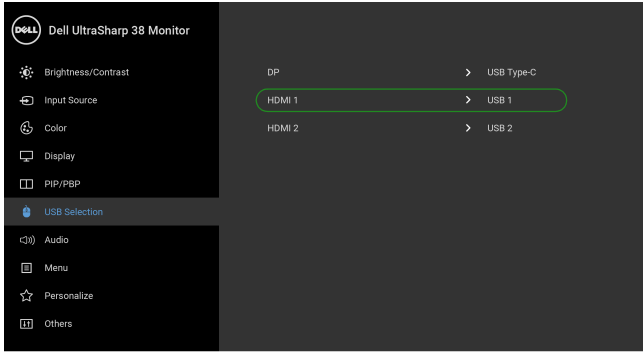 DELL Dell UltraSharp 38 Monitor
Brightness/Contrast
DP > USB Type-C
Input Source
HDMI 1 > USB 1
Color
HDMI 2 > USB 2
Display
PIP/PBP
USB Selection
Audio
Menu
Personalize
Others